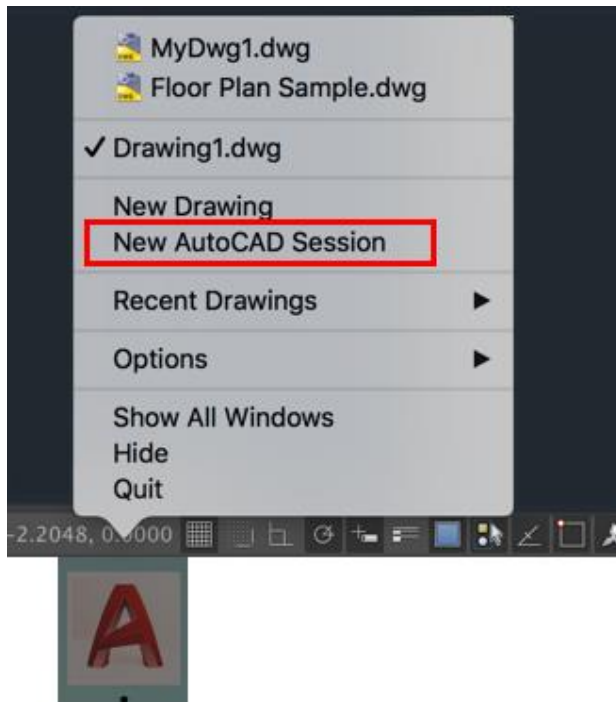 MyDwg1.dwg
Floor Plan Sample.dwg
✓ Drawing1.dwg
New Drawing
New AutoCAD Session
Recent Drawings ▶
Options ▶
Show All Windows
Hide
Quit
-2.2048, 0.0000